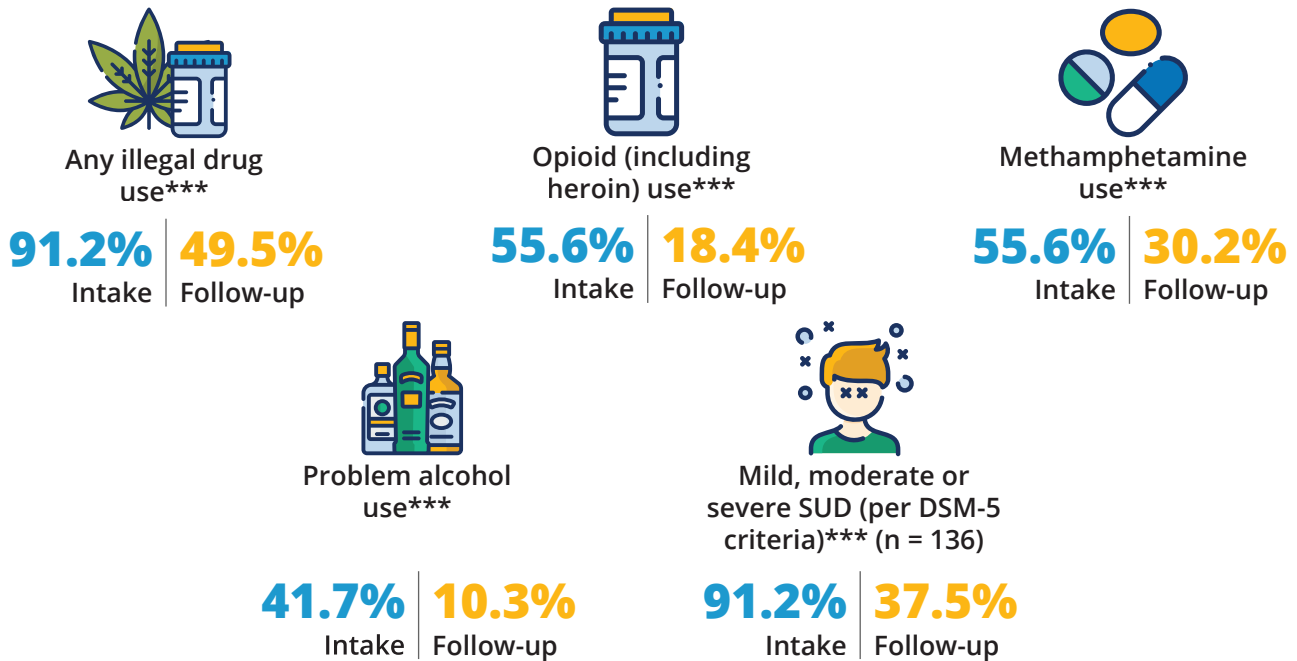 Any illegal drug
use***
91.2% 49.5%
Intake Follow-up
Opioid (including
heroin) use***
55.6% 18.4%
Intake Follow-up
Methamphetamine
use***
55.6% 30.2%
Intake Follow-up
Problem alcohol
use***
41.7% 10.3%
Intake Follow-up
Mild, moderate or
severe SUD (per DSM-5
criteria)*** (n = 136)
91.2% 37.5%
Intake Follow-up